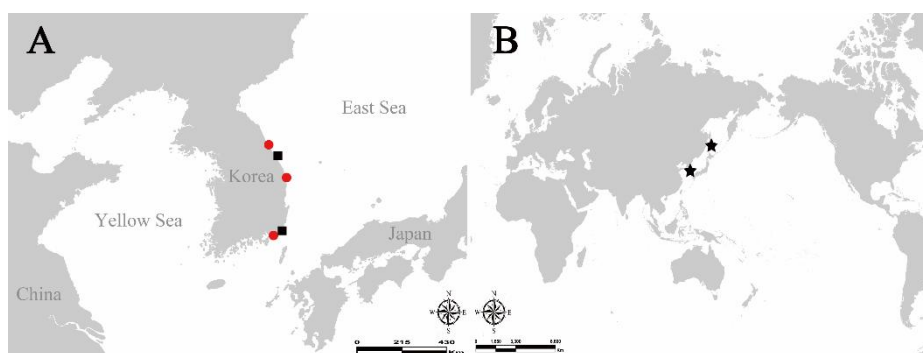 A
B
East Sea
Korea
Yellow Sea
Japan
China
N
W E
S
N
W E
S
0 215 430
Km